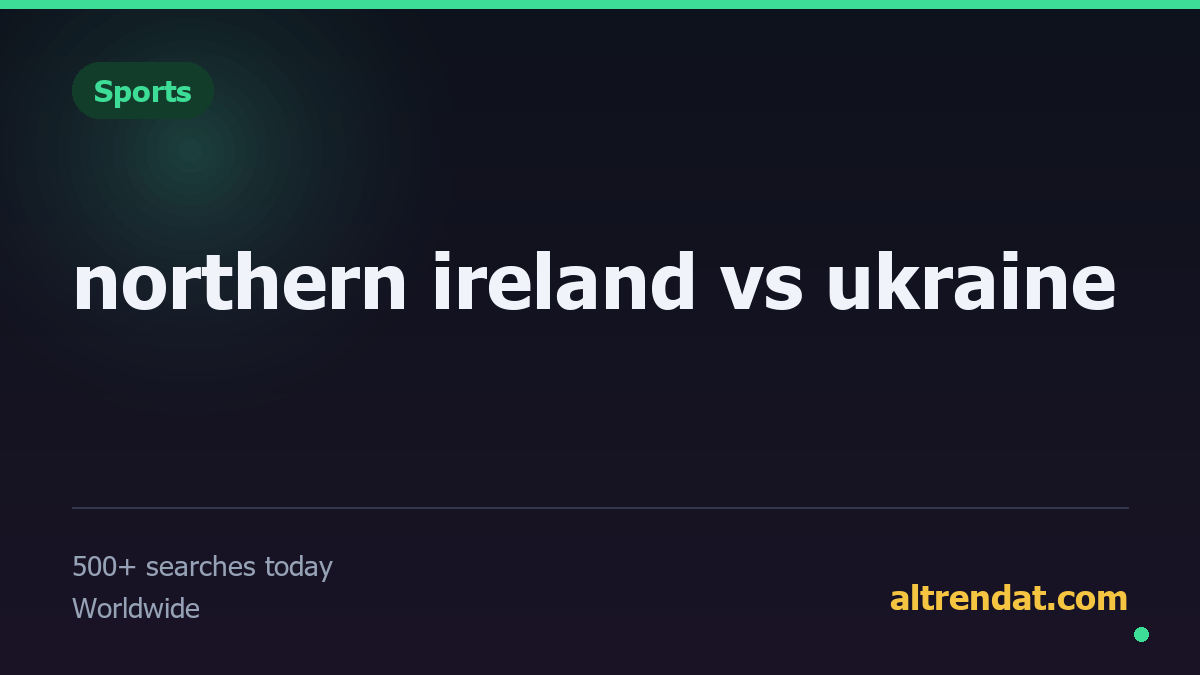 Sports
northern ireland vs ukraine
500+ searches today
Worldwide
altrendat.com